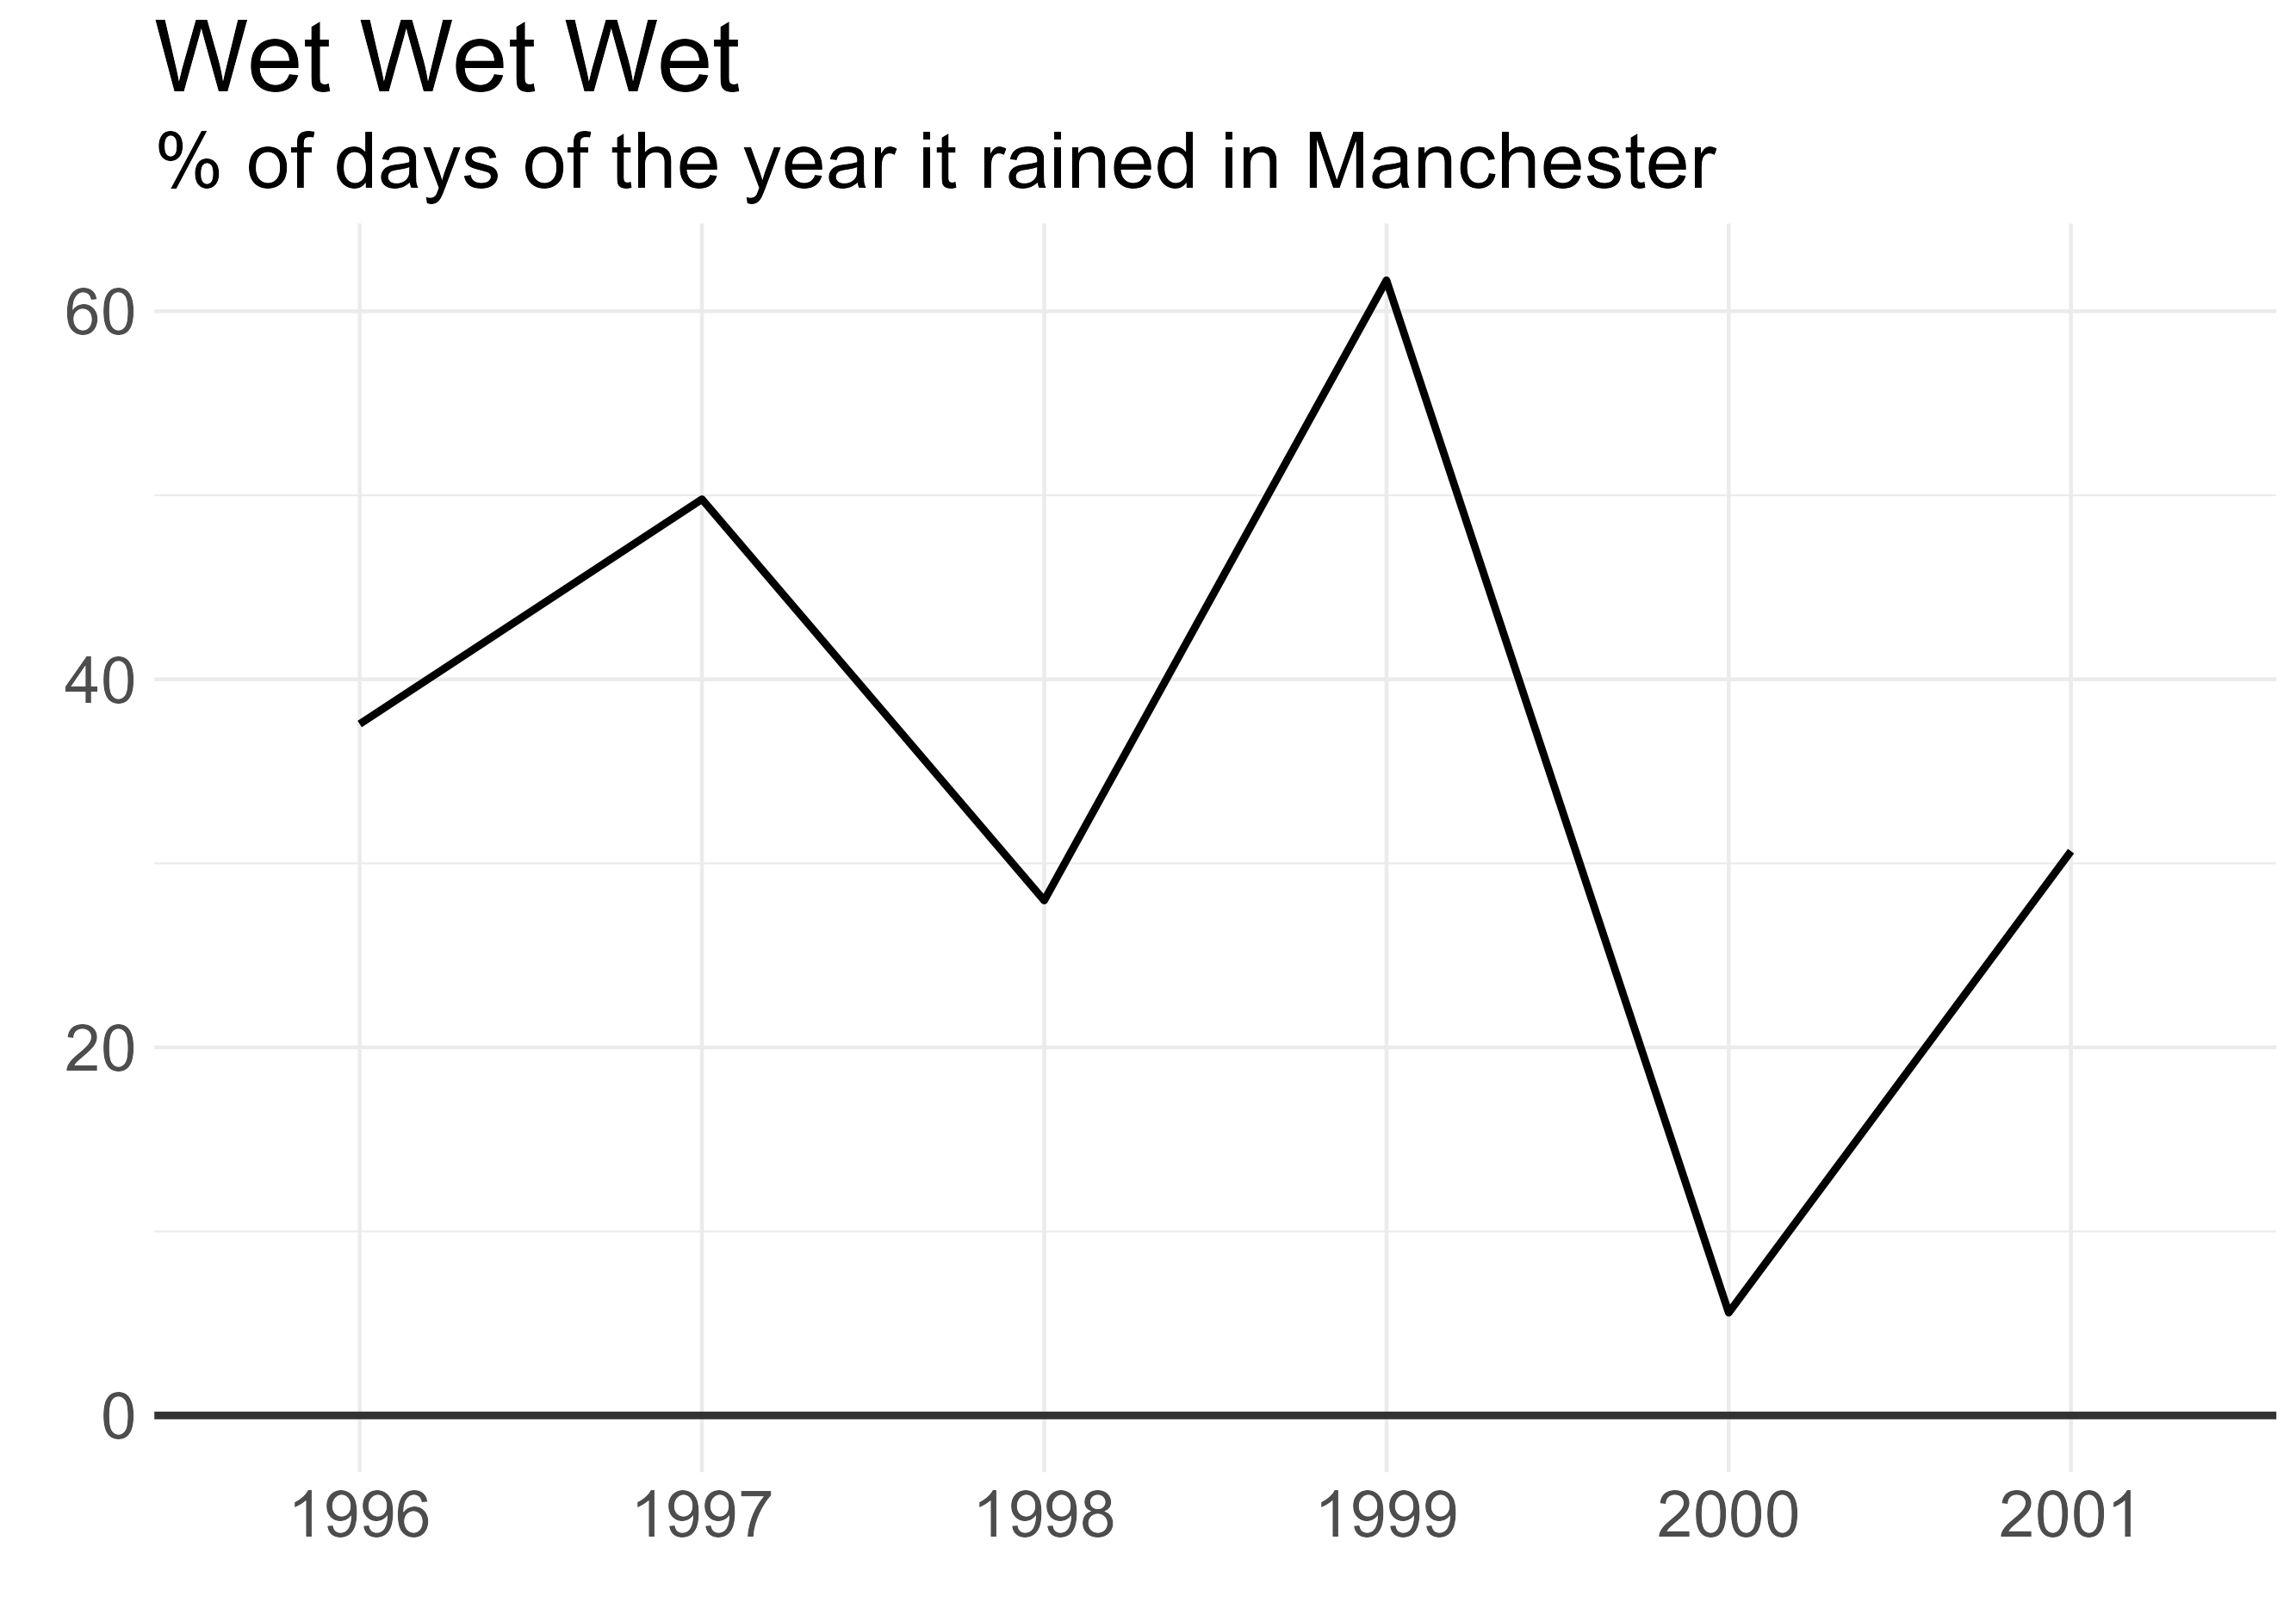 Wet Wet Wet
% of days of the year it rained in Manchester
60
40
20
0
1996 1997 1998 1999 2000 2001